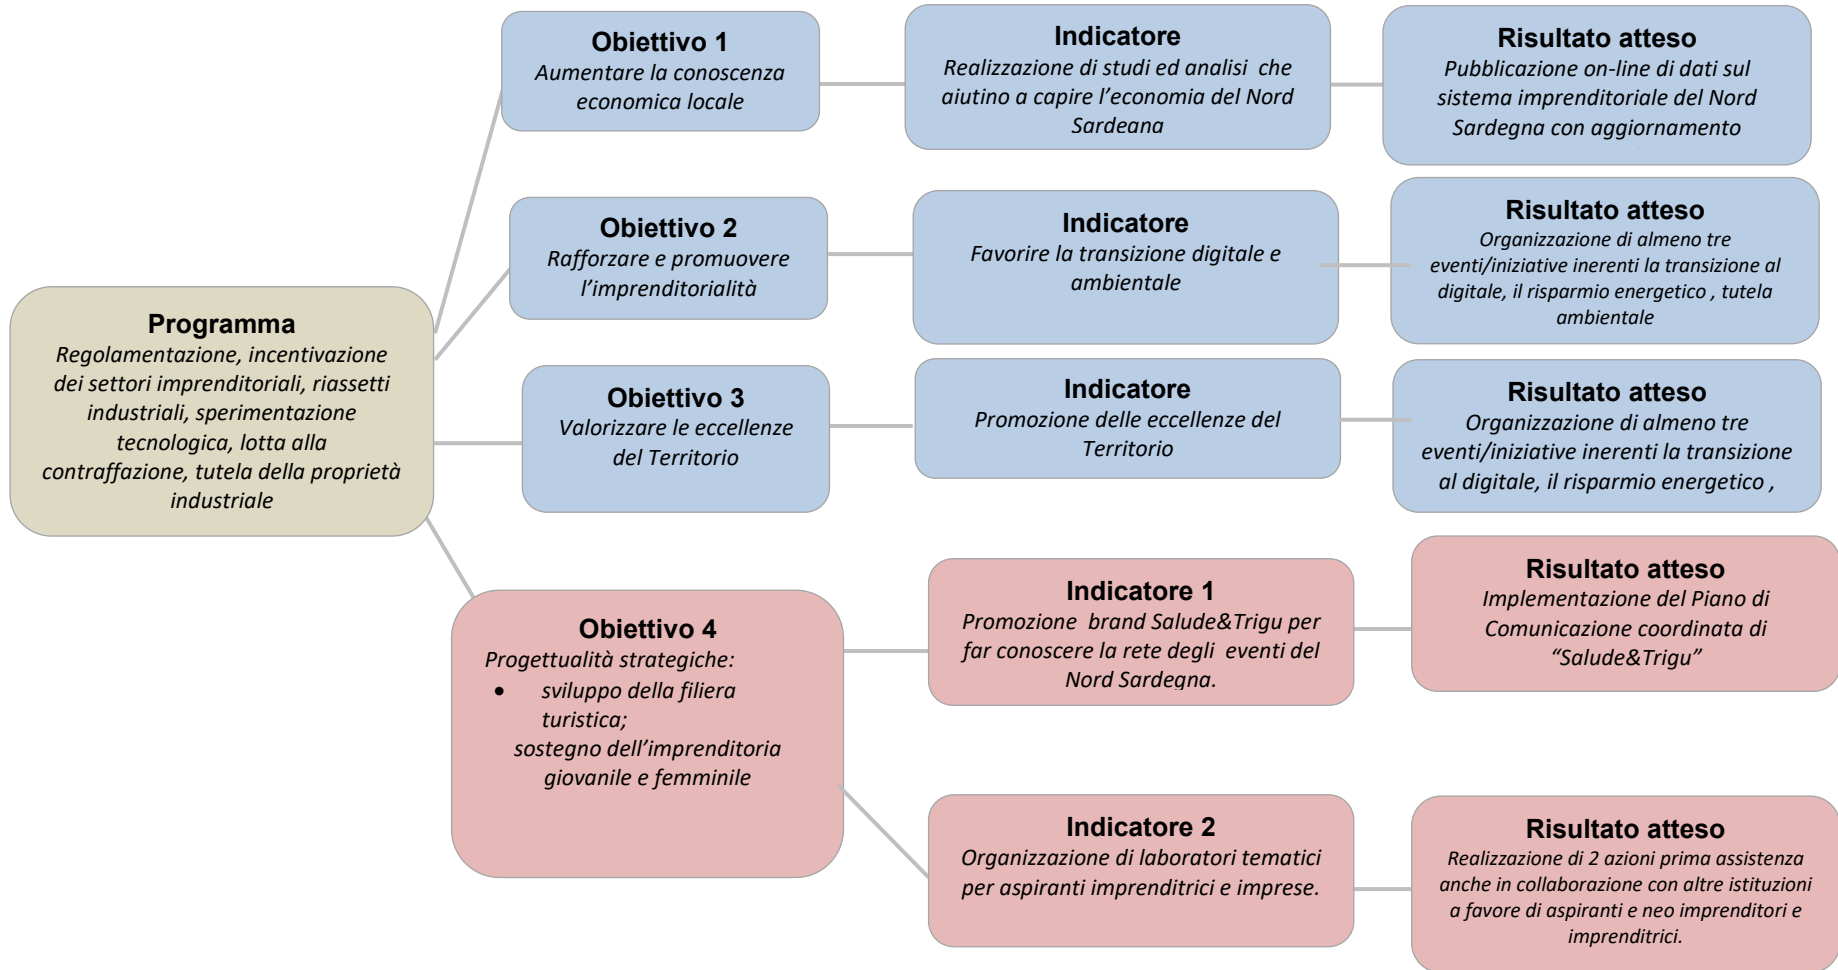 Programma
Regolamentazione, incentivazione
dei settori imprenditoriali, riassetti
industriali, sperimentazione
tecnologica, lotta alla
contraffazione, tutela della proprietà
industriale
Obiettivo 1
Aumentare la conoscenza
economica locale
Indicatore
Realizzazione di studi ed analisi che
aiutino a capire l’economia del Nord
Sardegna
Risultato atteso
Pubblicazione on-line di dati sul
sistema imprenditoriale del Nord
Sardegna con aggiornamento
Obiettivo 2
Rafforzare e promuovere
l’imprenditorialità
Indicatore
Favorire la transizione digitale e
ambientale
Risultato atteso
Organizzazione di almeno tre
eventi/iniziative inerenti la transizione al
digitale, il risparmio energetico , tutela
ambientale
Obiettivo 3
Valorizzare le eccellenze
del Territorio
Indicatore
Promozione delle eccellenze del
Territorio
Risultato atteso
Organizzazione di almeno tre
eventi/iniziative inerenti la transizione
al digitale, il risparmio energetico ,
Obiettivo 4
Progettualità strategiche:
• sviluppo della filiera
turistica;
sostegno dell’imprenditoria
giovanile e femminile
Indicatore 1
Promozione brand Salude&Trigu per
far conoscere la rete degli eventi del
Nord Sardegna.
Risultato atteso
Implementazione del Piano di
Comunicazione coordinata di
“Salude&Trigu”
Indicatore 2
Organizzazione di laboratori tematici
per aspiranti imprenditrici e imprese.
Risultato atteso
Realizzazione di 2 azioni prima assistenza
anche in collaborazione con altre istituzioni
a favore di aspiranti e neo imprenditori e
imprenditrici.